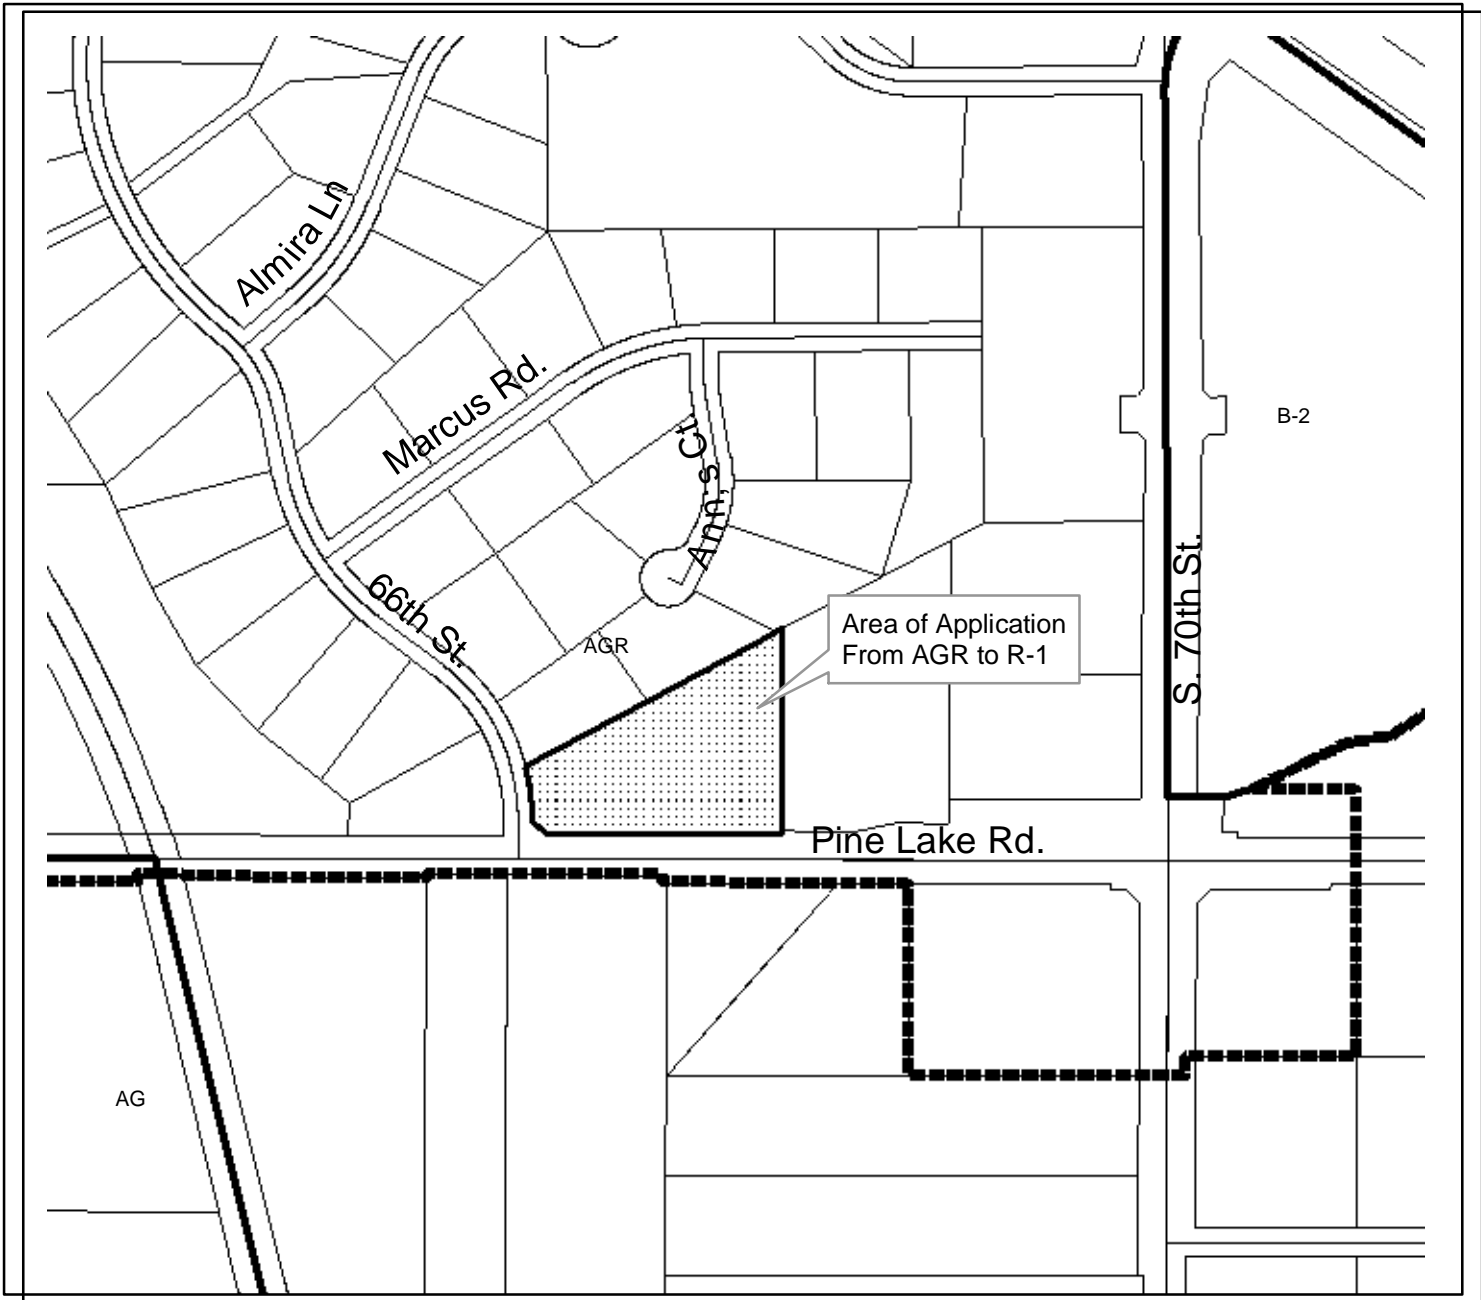 Almira Ln
Marcus Rd.
B-2
Ann,s Ct
66th St.
AGR
Area of Application
From AGR to R-1
S. 70th St.
Pine Lake Rd.
AG